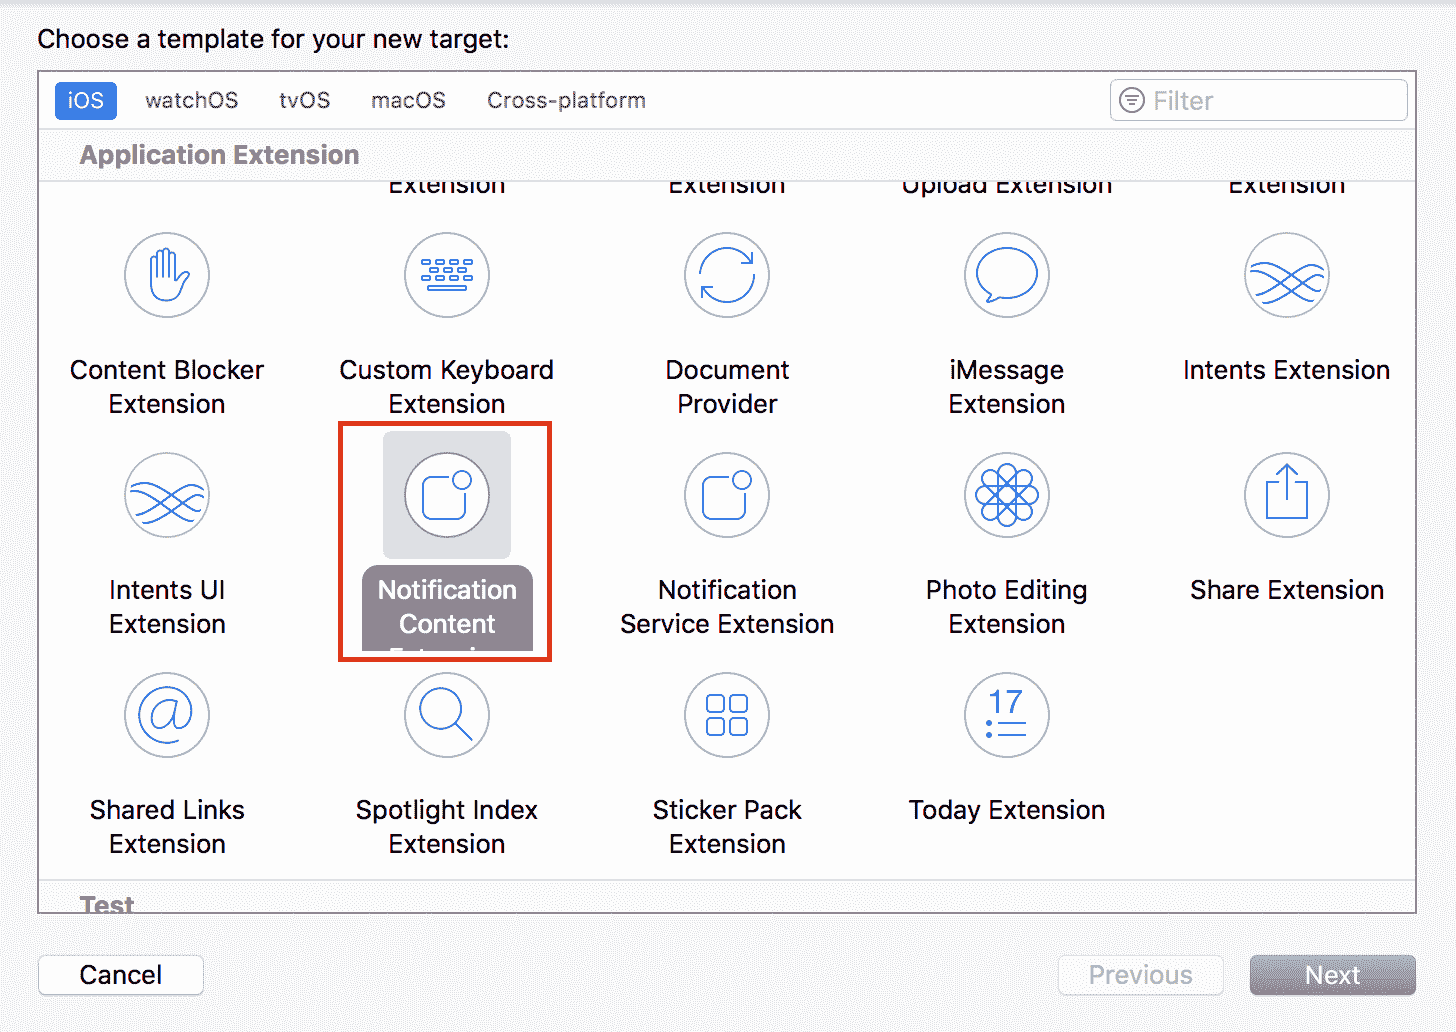 Choose a template for your new target:
iOS watchOS tvOS macOS Cross-platform Filter
Application Extension
Extension Extension Upload Extension Extension
Content Blocker Extension
Custom Keyboard Extension
Document Provider
iMessage Extension
Intents Extension
Intents UI Extension
Notification Content Extension
Notification Service Extension
Photo Editing Extension
Share Extension
17
Shared Links Extension
Spotlight Index Extension
Sticker Pack Extension
Today Extension
Test
Cancel Previous Next